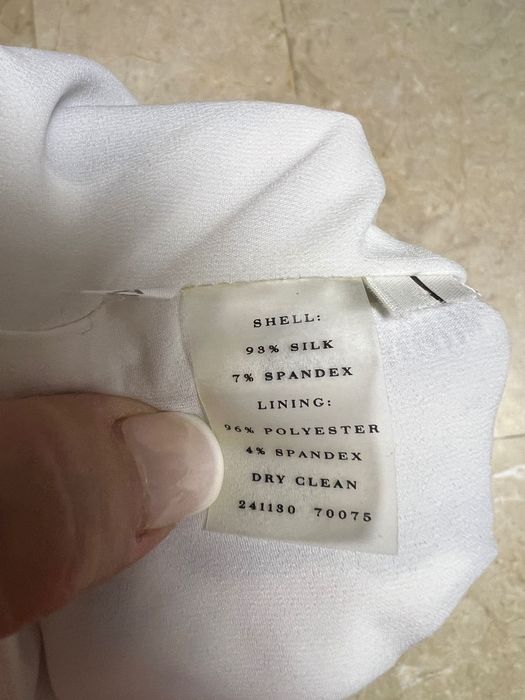 SHELL:
93% SILK
7% SPANDEX
LINING:
96% POLYESTER
4% SPANDEX
DRY CLEAN
241130 70075